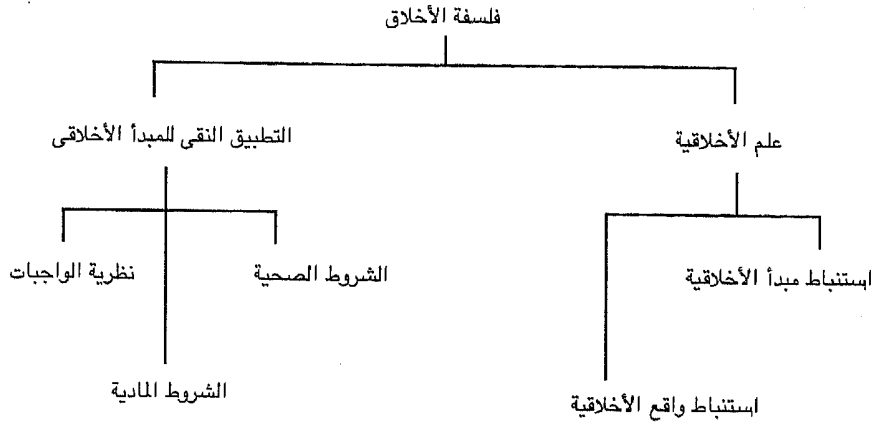 فلسفة الأخلاق
علم الأخلاقية
التطبيق النقى للمبدأ الأخلاقى
استنباط مبدأ الأخلاقية
الشروط الصحية
نظرية الواجبات
استنباط واقع الأخلاقية
الشروط المادية